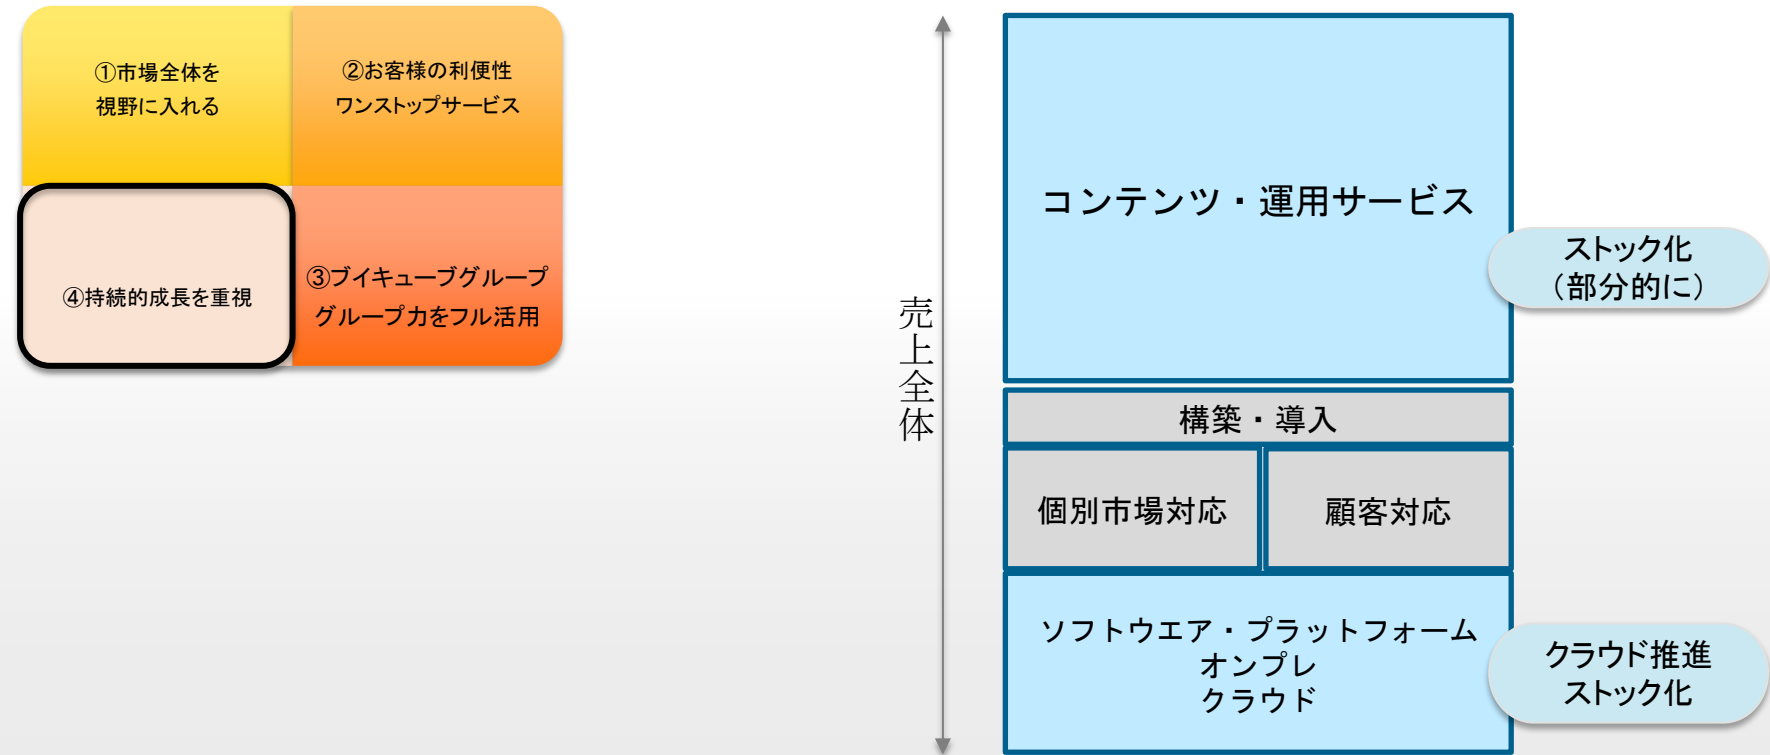 ①市場全体を
視野に入れる
②お客様の利便性
ワンストップサービス
④持続的成長を重視
③ブイキューブグループ
グループ力をフル活用
売上全体
コンテンツ・運用サービス
ストック化
（部分的に）
構築・導入
個別市場対応
顧客対応
ソフトウエア・プラットフォーム
オンプレ
クラウド
クラウド推進
ストック化